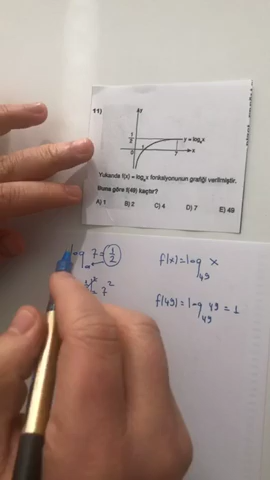 11)
y
1/2
y = logₐx
0 1 7 x
Yukarıda f(x) = logₐx fonksiyonunun grafiği verilmiştir.
Buna göre f(49) kaçtır?
A) 1 B) 2 C) 4 D) 7 E) 49
7 = 1/2
= 7²
f(x) = log₄₉ x
f(49) = log₄₉ 49 = 1